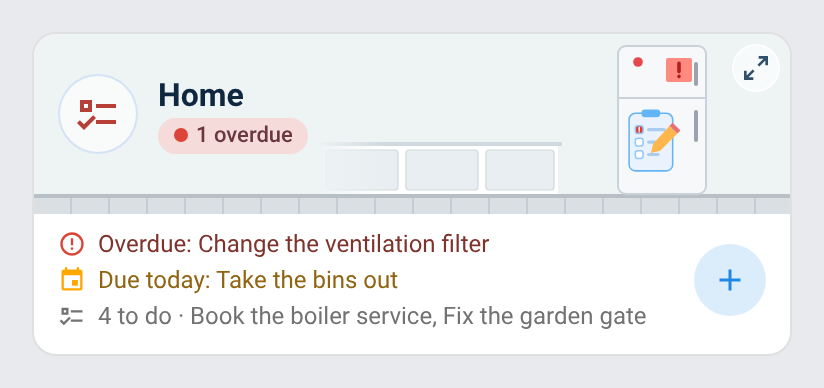 Home
1 overdue
Overdue: Change the ventilation filter
Due today: Take the bins out
4 to do · Book the boiler service, Fix the garden gate